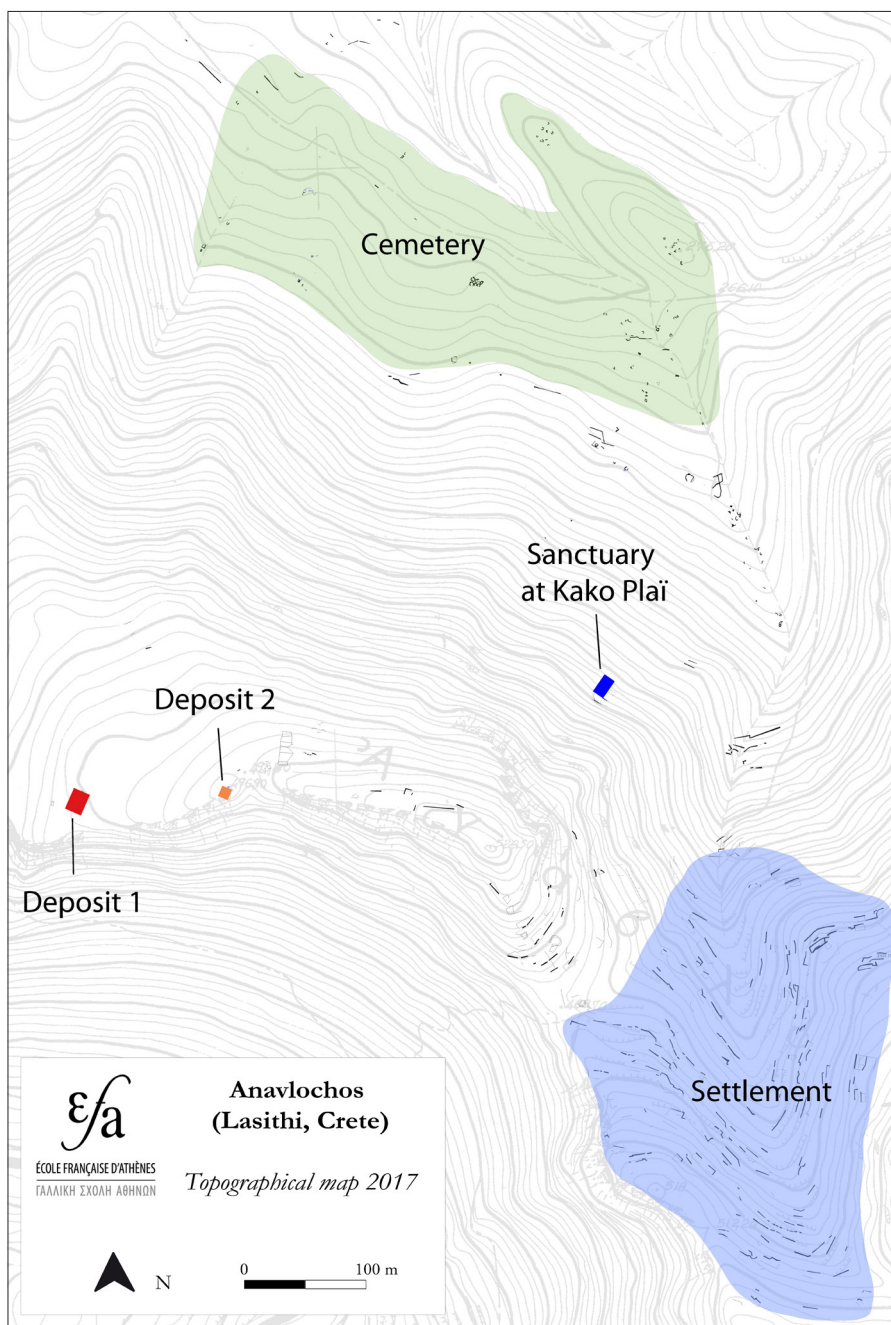 Cemetery
Sanctuary
at Kako Plaï
Deposit 2
Deposit 1
Settlement
εfa
ÉCOLE FRANÇAISE D'ATHÈNES
ΓΑΛΛΙΚΗ ΣΧΟΛΗ ΑΘΗΝΩΝ
Anavlochos
(Lasithi, Crete)
Topographical map 2017
N
0 100 m